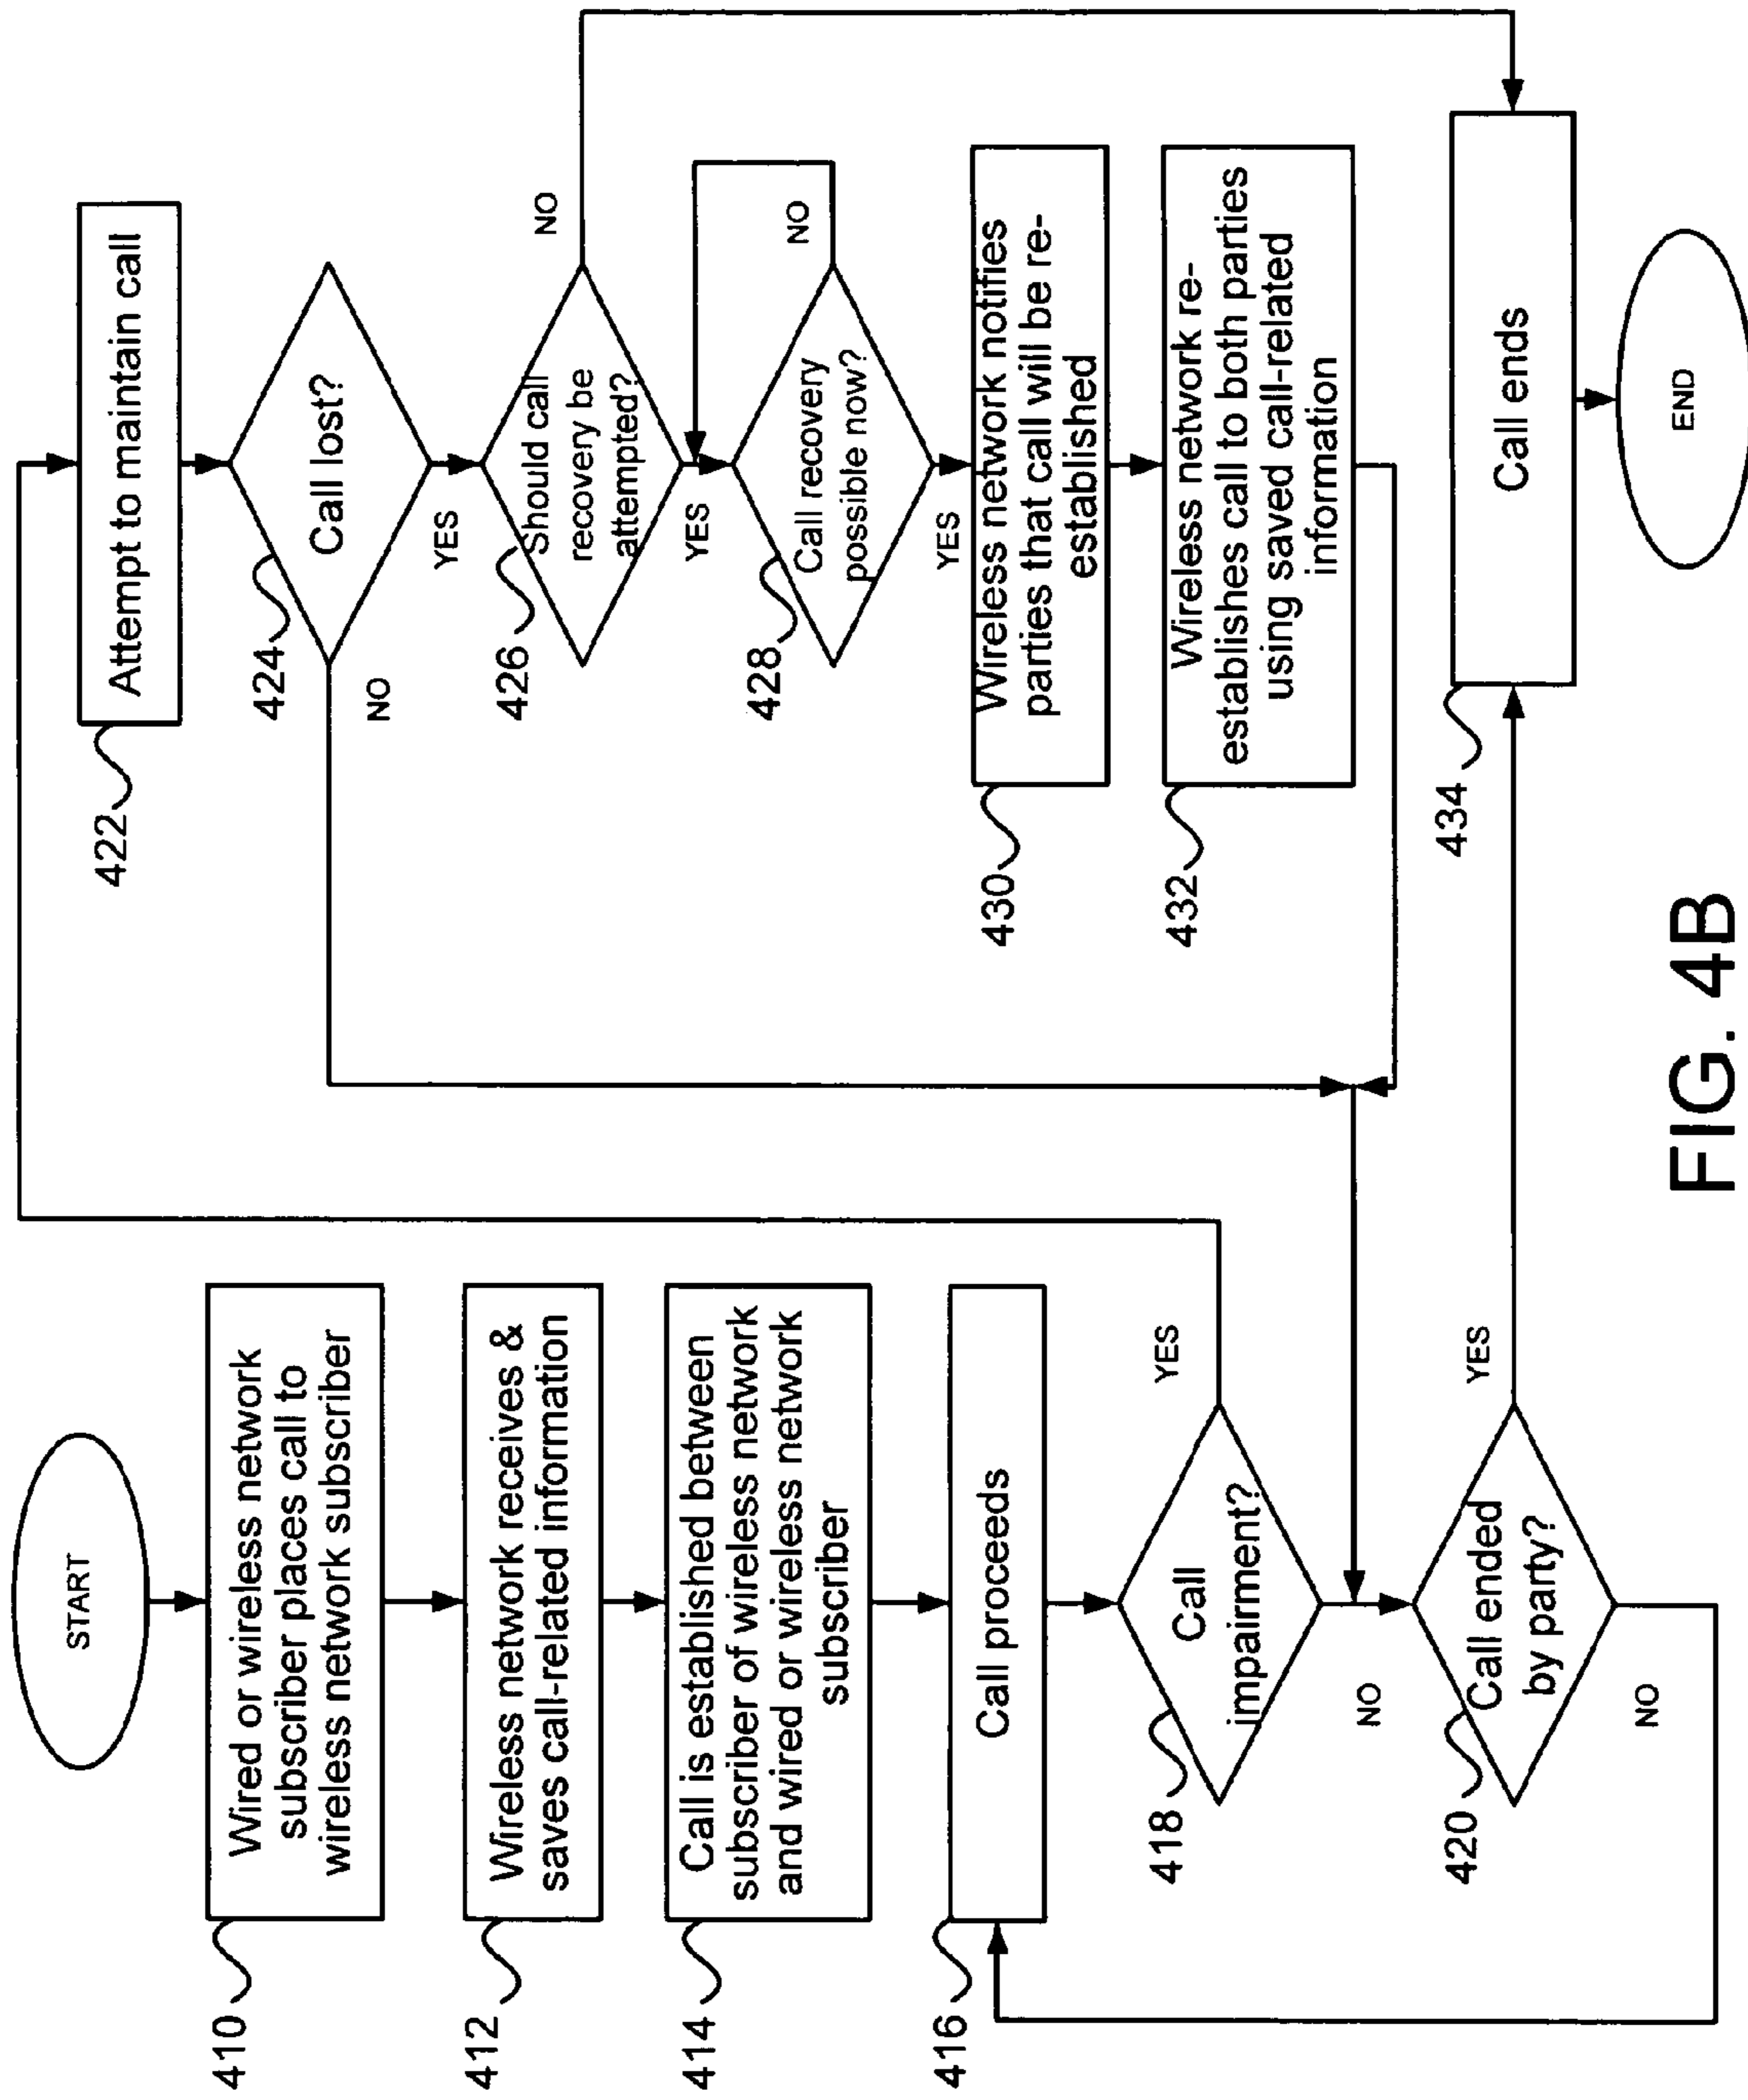 START
410
Wired or wireless network
subscriber places call to
wireless network subscriber
412
Wireless network receives &
saves call-related information
414
Call is established between
subscriber of wireless network
and wired or wireless network
subscriber
416
Call proceeds
418
Call
impairment?
YES
NO
420
Call ended
by party?
YES
NO
422
Attempt to maintain call
424
Call lost?
NO
YES
426
Should call
recovery be
attempted?
NO
YES
428
Call recovery
possible now?
NO
YES
430
Wireless network notifies
parties that call will be re-
established
432
Wireless network re-
establishes call to both parties
using saved call-related
information
434
Call ends
END
FIG. 4B